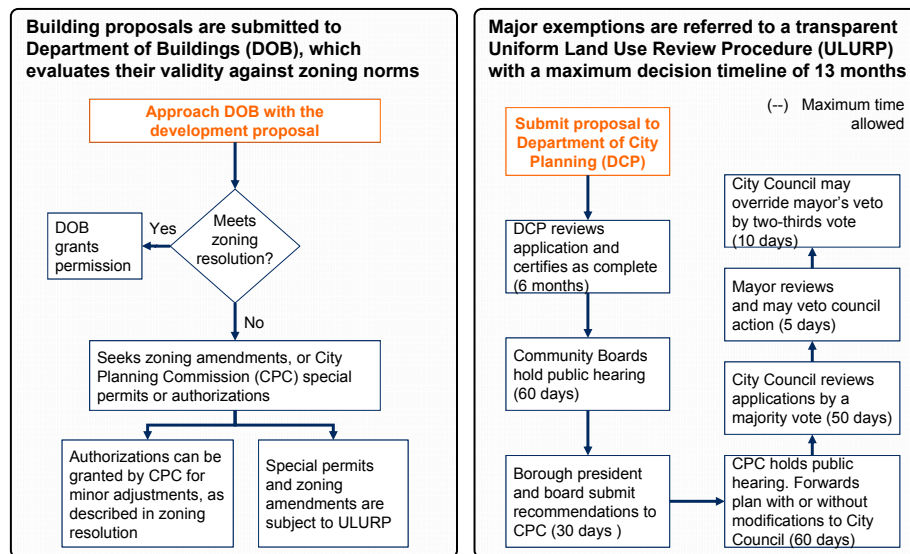 Building proposals are submitted to
Department of Buildings (DOB), which
evaluates their validity against zoning norms
Approach DOB with the
development proposal
Meets
zoning
resolution?
Yes
DOB
grants
permission
No
Seeks zoning amendments, or City
Planning Commission (CPC) special
permits or authorizations
Authorizations can be
granted by CPC for
minor adjustments, as
described in zoning
resolution
Special permits
and zoning
amendments are
subject to ULURP
Major exemptions are referred to a transparent
Uniform Land Use Review Procedure (ULURP)
with a maximum decision timeline of 13 months
(--) Maximum time
allowed
Submit proposal to
Department of City
Planning (DCP)
DCP reviews
application and
certifies as complete
(6 months)
Community Boards
hold public hearing
(60 days)
Borough president
and board submit
recommendations to
CPC (30 days )
CPC holds public
hearing. Forwards
plan with or without
modifications to City
Council (60 days)
City Council reviews
applications by a
majority vote (50 days)
Mayor reviews
and may veto council
action (5 days)
City Council may
override mayor's veto
by two-thirds vote
(10 days)